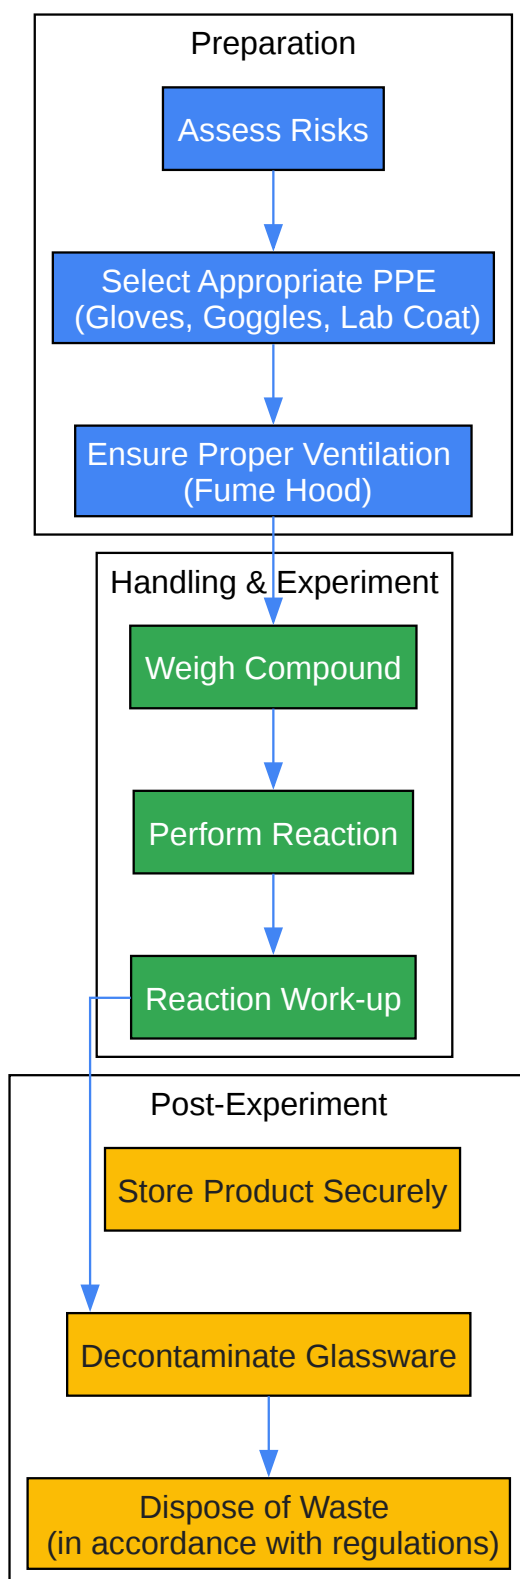 Preparation
Assess Risks
Select Appropriate PPE
(Gloves, Goggles, Lab Coat)
Ensure Proper Ventilation
(Fume Hood)
Handling & Experiment
Weigh Compound
Perform Reaction
Reaction Work-up
Post-Experiment
Store Product Securely
Decontaminate Glassware
Dispose of Waste
(in accordance with regulations)